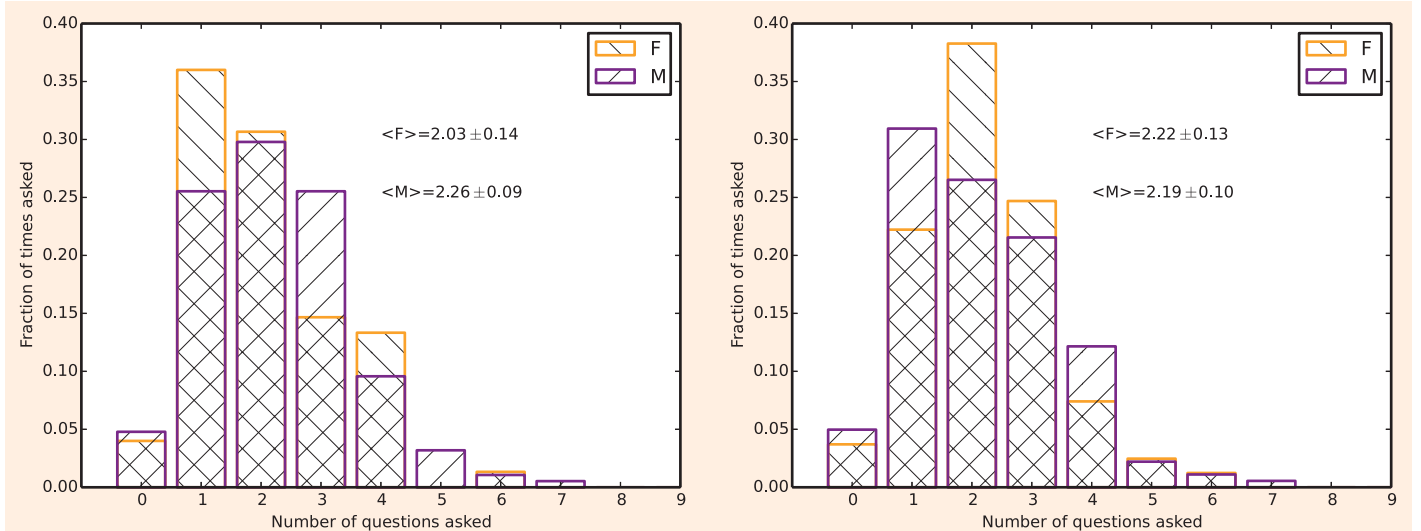 0.40
0.35
0.30
0.25
0.20
0.15
0.10
0.05
0.00
Fraction of times asked
F
M
<F>=2.03±0.14
<M>=2.26±0.09
0 1 2 3 4 5 6 7 8 9
Number of questions asked
0.40
0.35
0.30
0.25
0.20
0.15
0.10
0.05
0.00
Fraction of times asked
F
M
<F>=2.22±0.13
<M>=2.19±0.10
0 1 2 3 4 5 6 7 8 9
Number of questions asked